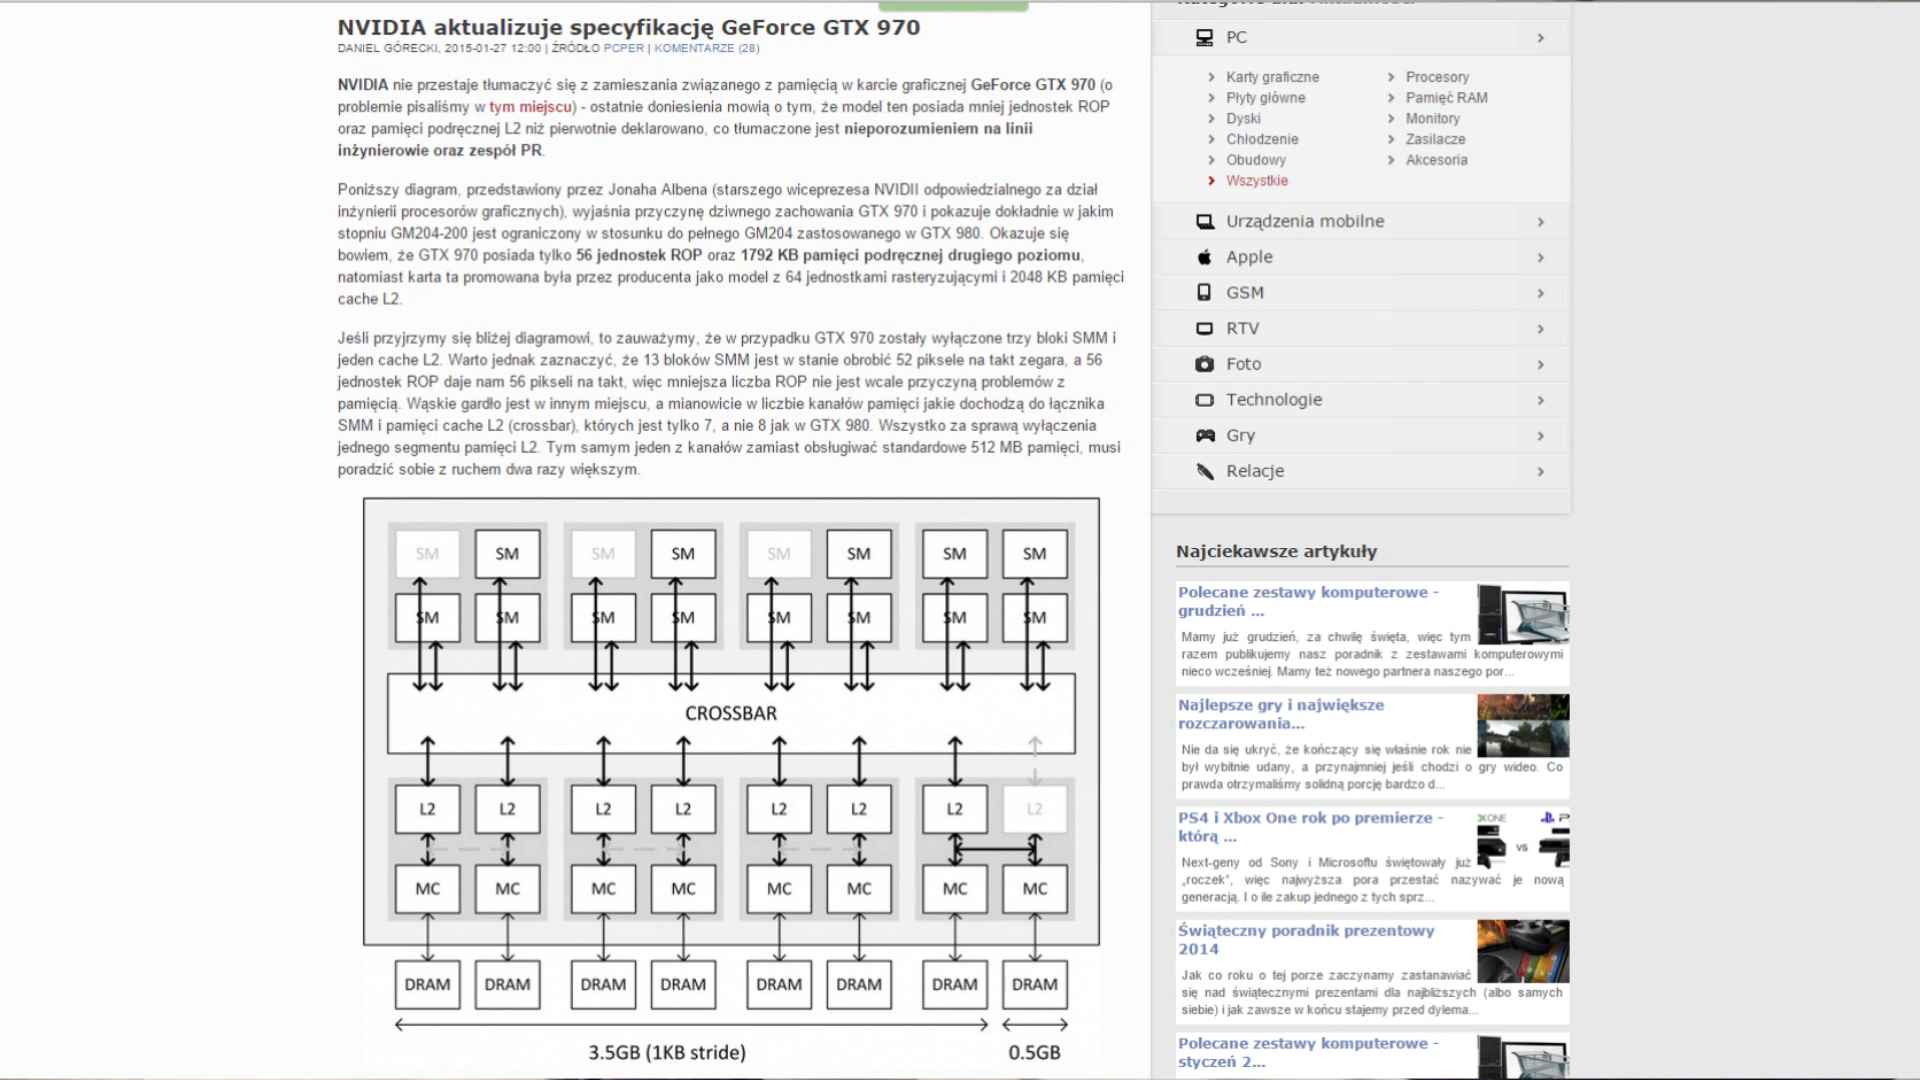 NVIDIA aktualizuje specyfikację GeForce GTX 970
DANIEL GÓRECKI, 2015-01-27 12:00 | ŹRÓDŁO PCPER | KOMENTARZE (28)
NVIDIA nie przestaje tłumaczyć się z zamieszania związanego z pamięcią w karcie graficznej GeForce GTX 970 (o
problemie pisaliśmy w tym miejscu) - ostatnie doniesienia mowią o tym, że model ten posiada mniej jednostek ROP
oraz pamięci podręcznej L2 niż pierwotnie deklarowano, co tłumaczone jest nieporozumieniem na linii
inżynierowie oraz zespół PR.
Poniższy diagram, przedstawiony przez Jonaha Albena (starszego wiceprezesa NVIDII odpowiedzialnego za dział
inżynierii procesorów graficznych), wyjaśnia przyczynę dziwnego zachowania GTX 970 i pokazuje dokładnie w jakim
stopniu GM204-200 jest ograniczony w stosunku do pełnego GM204 zastosowanego w GTX 980. Okazuje się
bowiem, że GTX 970 posiada tylko 56 jednostek ROP oraz 1792 KB pamięci podręcznej drugiego poziomu,
natomiast karta ta promowana była przez producenta jako model z 64 jednostkami rasteryzującymi i 2048 KB pamięci
cache L2.
Jeśli przyjrzymy się bliżej diagramowi, to zauważymy, że w przypadku GTX 970 zostały wyłączone trzy bloki SMM i
jeden cache L2. Warto jednak zaznaczyć, że 13 bloków SMM jest w stanie obrobić 52 piksele na takt zegara, a 56
jednostek ROP daje nam 56 pikseli na takt, więc mniejsza liczba ROP nie jest wcale przyczyną problemów z
pamięcią. Wąskie gardło jest w innym miejscu, a mianowicie w liczbie kanałów pamięci jakie dochodzą do łącznika
SMM i pamięci cache L2 (crossbar), których jest tylko 7, a nie 8 jak w GTX 980. Wszystko za sprawą wyłączenia
jednego segmentu pamięci L2. Tym samym jeden z kanałów zamiast obsługiwać standardowe 512 MB pamięci, musi
poradzić sobie z ruchem dwa razy większym.
SM SM SM SM SM SM SM SM
SM SM SM SM SM SM SM SM
CROSSBAR
L2 L2 L2 L2 L2 L2 L2 L2
MC MC MC MC MC MC MC MC
DRAM DRAM DRAM DRAM DRAM DRAM DRAM DRAM
3.5GB (1KB stride) 0.5GB
PC
Karty graficzne Procesory
Płyty główne Pamięć RAM
Dyski Monitory
Chłodzenie Zasilacze
Obudowy Akcesoria
Wszystkie
Urządzenia mobilne
Apple
GSM
RTV
Foto
Technologie
Gry
Relacje
Najciekawsze artykuły
Polecane zestawy komputerowe -
grudzień ...
Mamy już grudzień, za chwilę święta, więc tym
razem publikujemy nasz poradnik z zestawami komputerowymi
nieco wcześniej. Mamy też nowego partnera naszego por...
Najlepsze gry i największe
rozczarowania...
Nie da się ukryć, że kończący się właśnie rok nie
był wybitnie udany, a przynajmniej jeśli chodzi o gry wideo. Co
prawda otrzymaliśmy solidną porcję bardzo d...
PS4 i Xbox One rok po premierze -
którą ...
VS
Next-geny od Sony i Microsoftu świętowały już
„roczek”, więc najwyższa pora przestać nazywać je nową
generacją. I o ile zakup jednego z tych sprz...
Świąteczny poradnik prezentowy
2014
Jak co roku o tej porze zaczynamy zastanawiać
się nad świątecznymi prezentami dla najbliższych (albo samych
siebie) i jak zawsze w końcu stajemy przed dylema...
Polecane zestawy komputerowe -
styczeń 2...